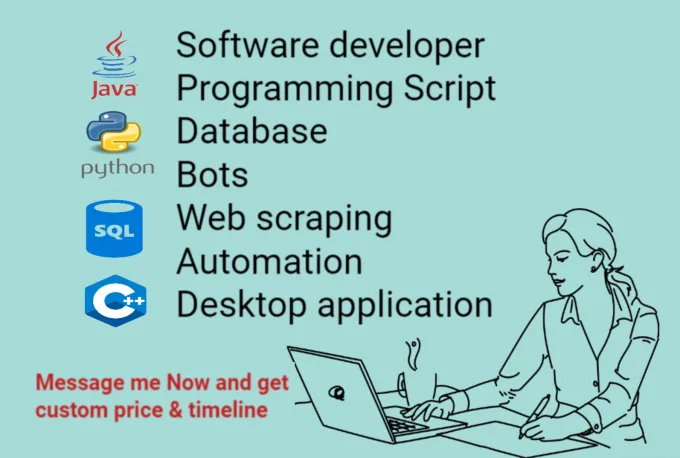 Java
python
SQL
C++
Software developer
Programming Script
Database
Bots
Web scraping
Automation
Desktop application
Message me Now and get
custom price & timeline